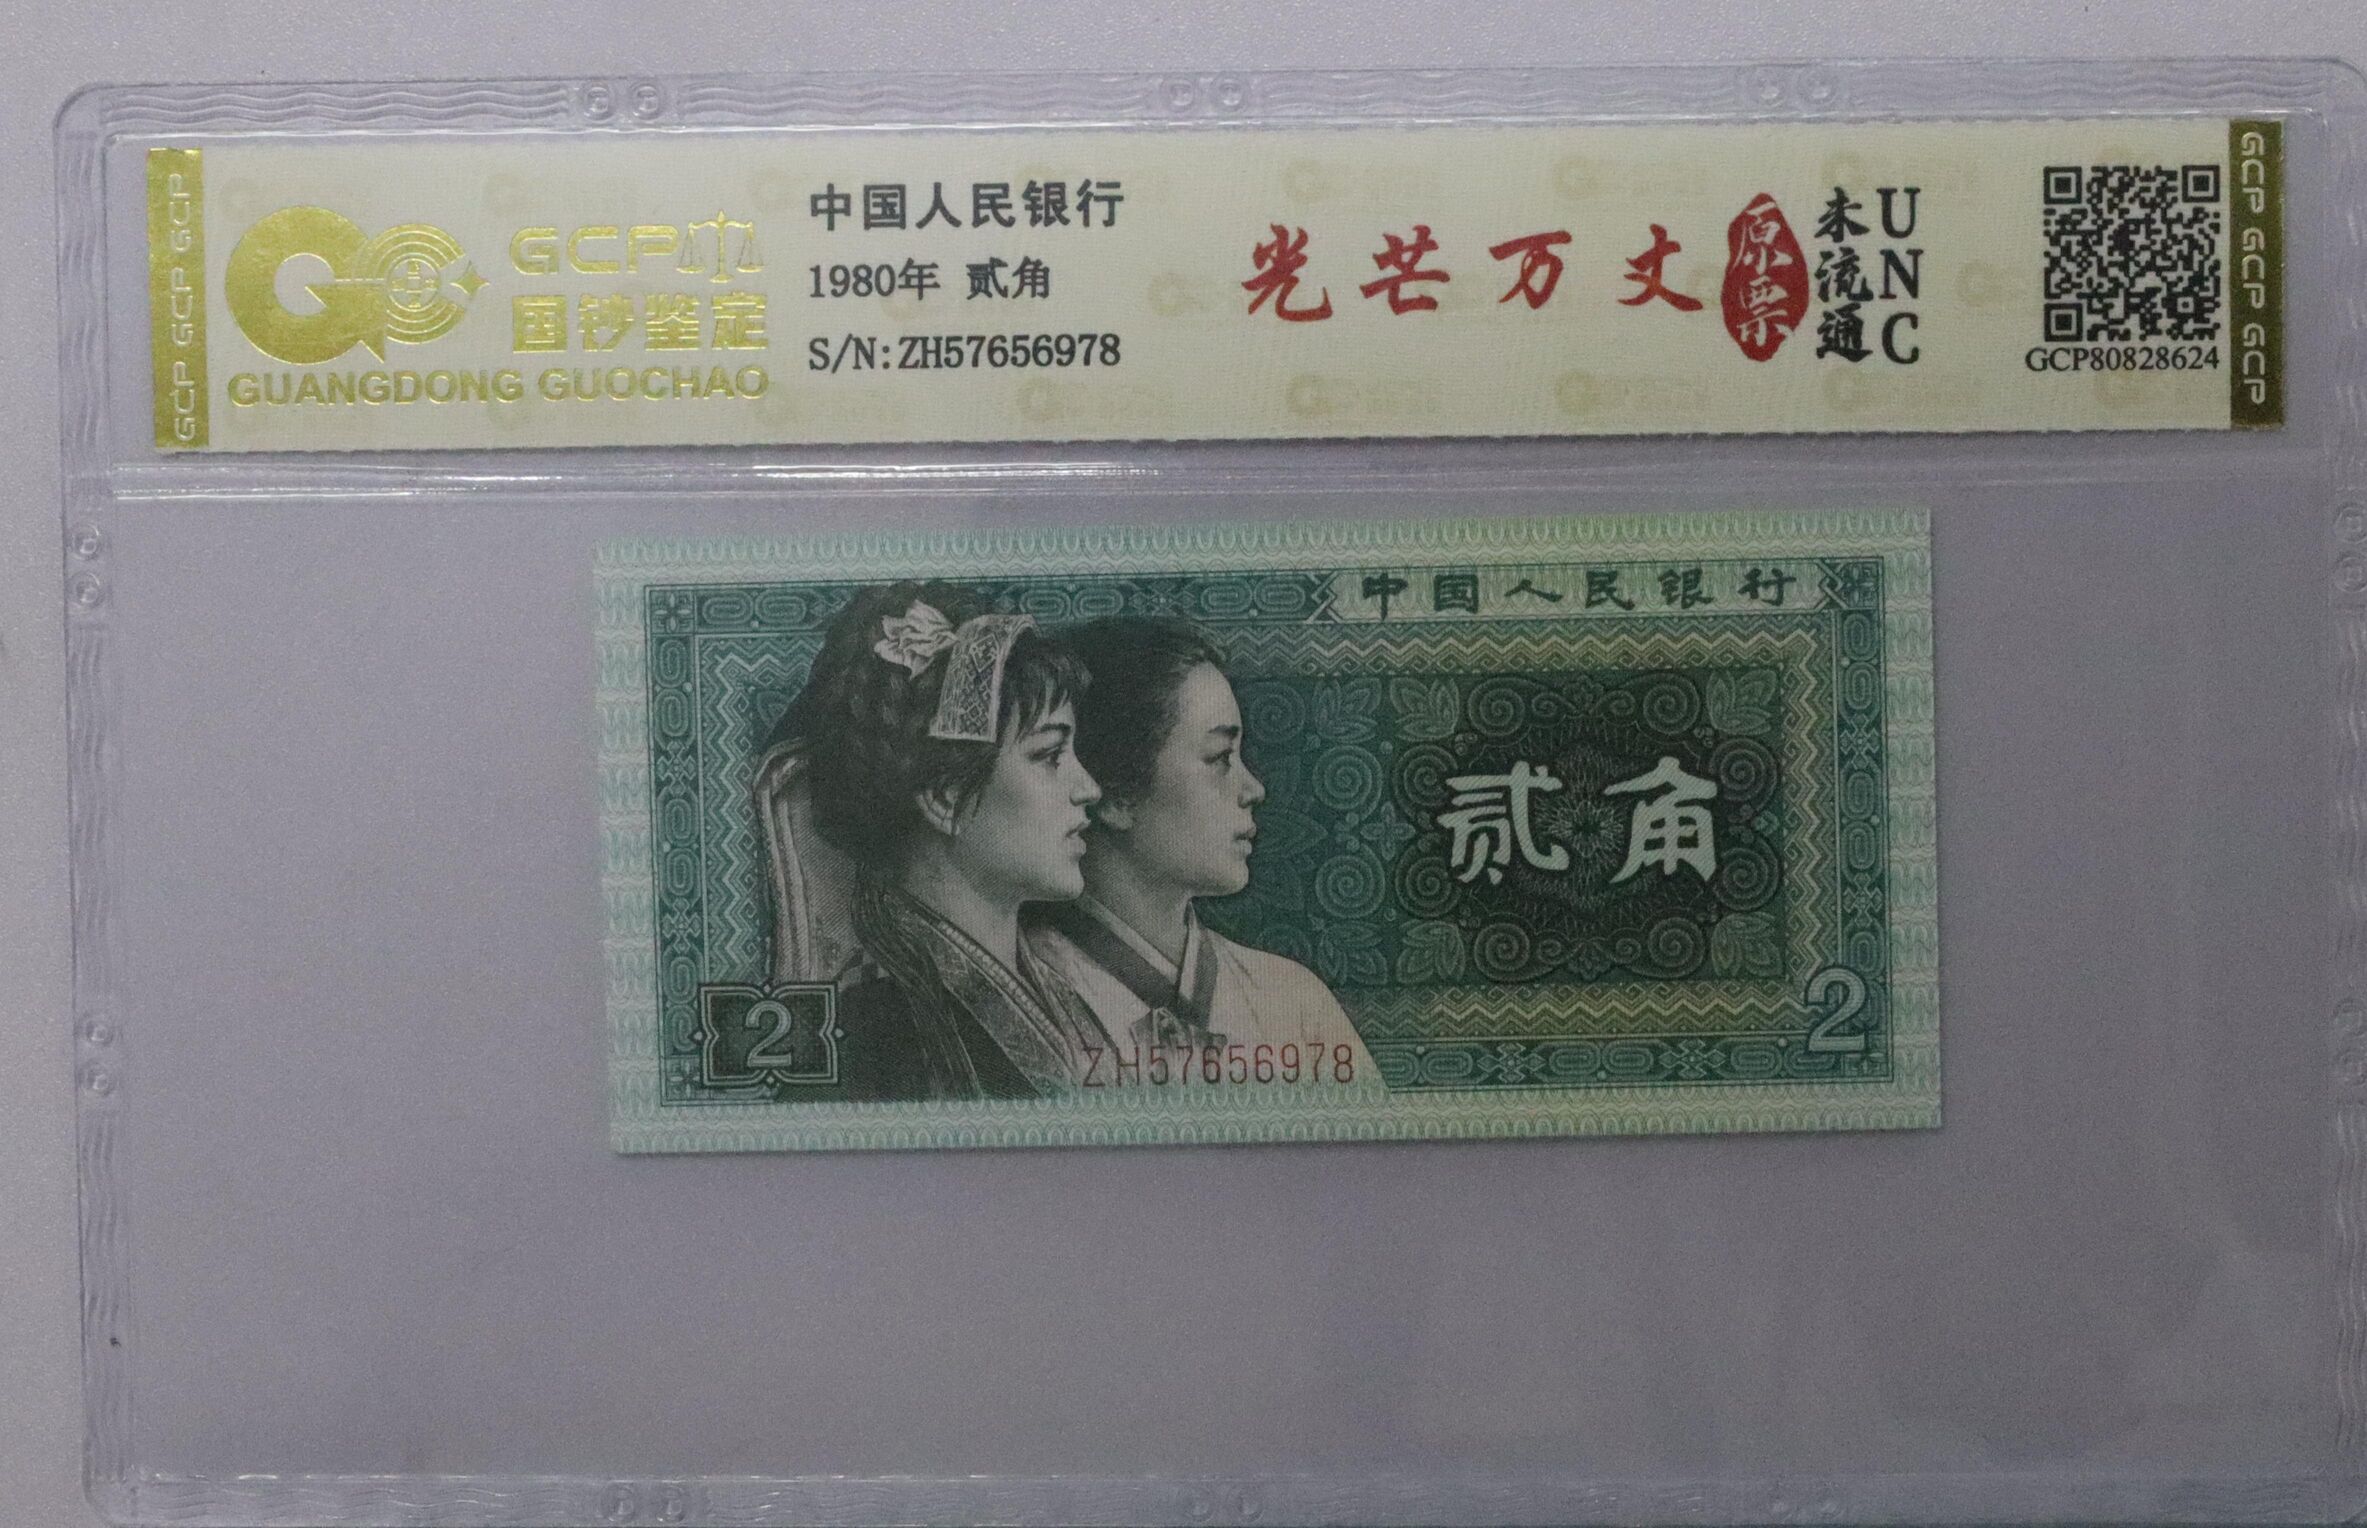 GCP GCP GCP GCP
GCP
国钞鉴定
GUANGDONG GUOCHAO
中国人民银行
1980年 贰角
S/N:ZH57656978
光芒万丈
原票
未流通
UNC
GCP80828624
GCP GCP GCP GCP
中国人民银行
贰角
2
2
ZH57656978